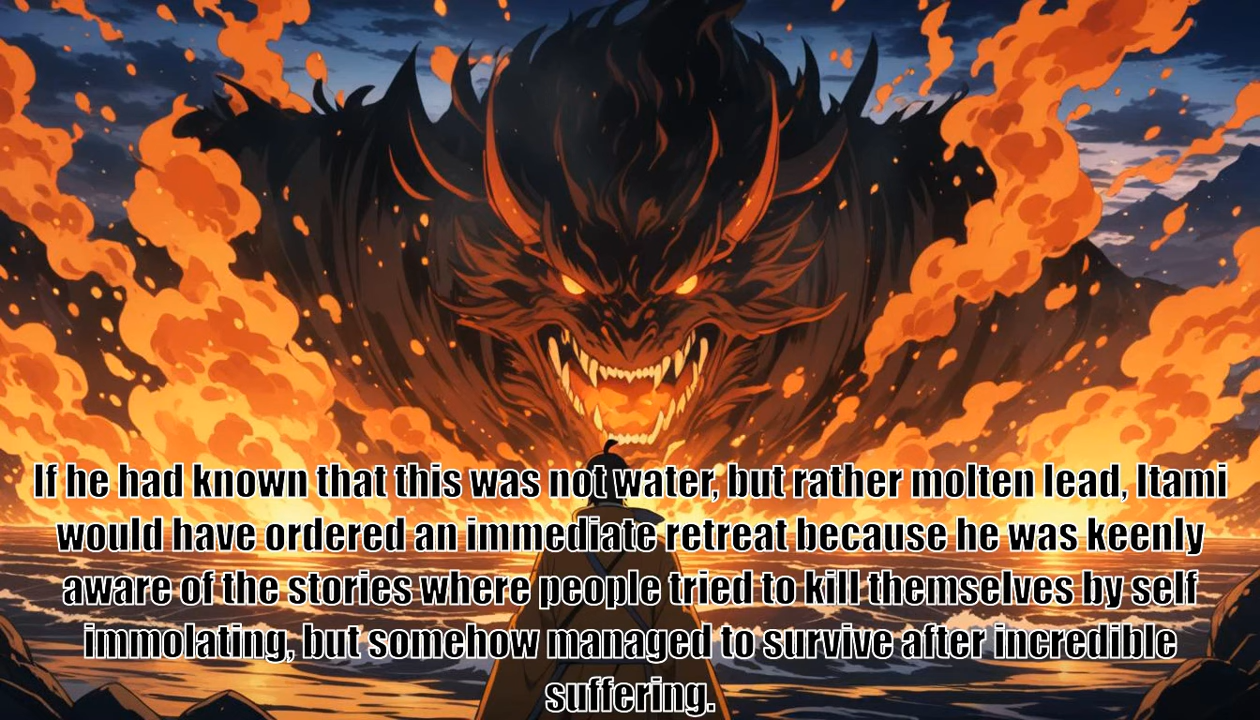 If he had known that this was not water, but rather molten lead, Itami
would have ordered an immediate retreat because he was keenly
aware of the stories where people tried to kill themselves by self
immolating, but somehow managed to survive after incredible
suffering.